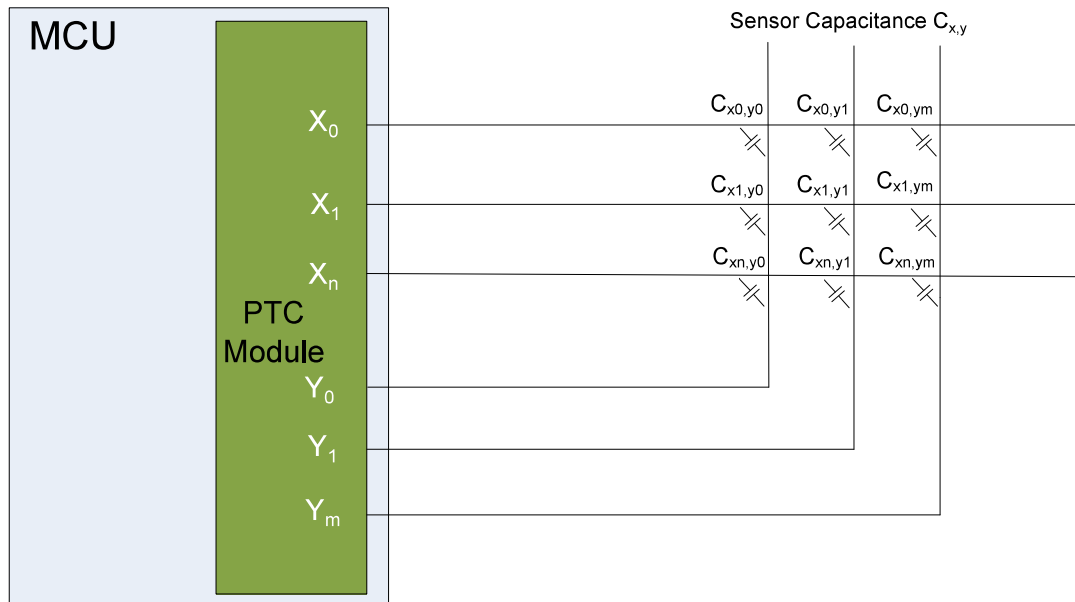 MCU
Sensor Capacitance Cx,y
Cx0,y0 Cx0,y1 Cx0,ym
X0
Cx1,y0 Cx1,y1 Cx1,ym
X1
Cxn,y0 Cxn,y1 Cxn,ym
Xn
PTC
Module
Y0
Y1
Ym